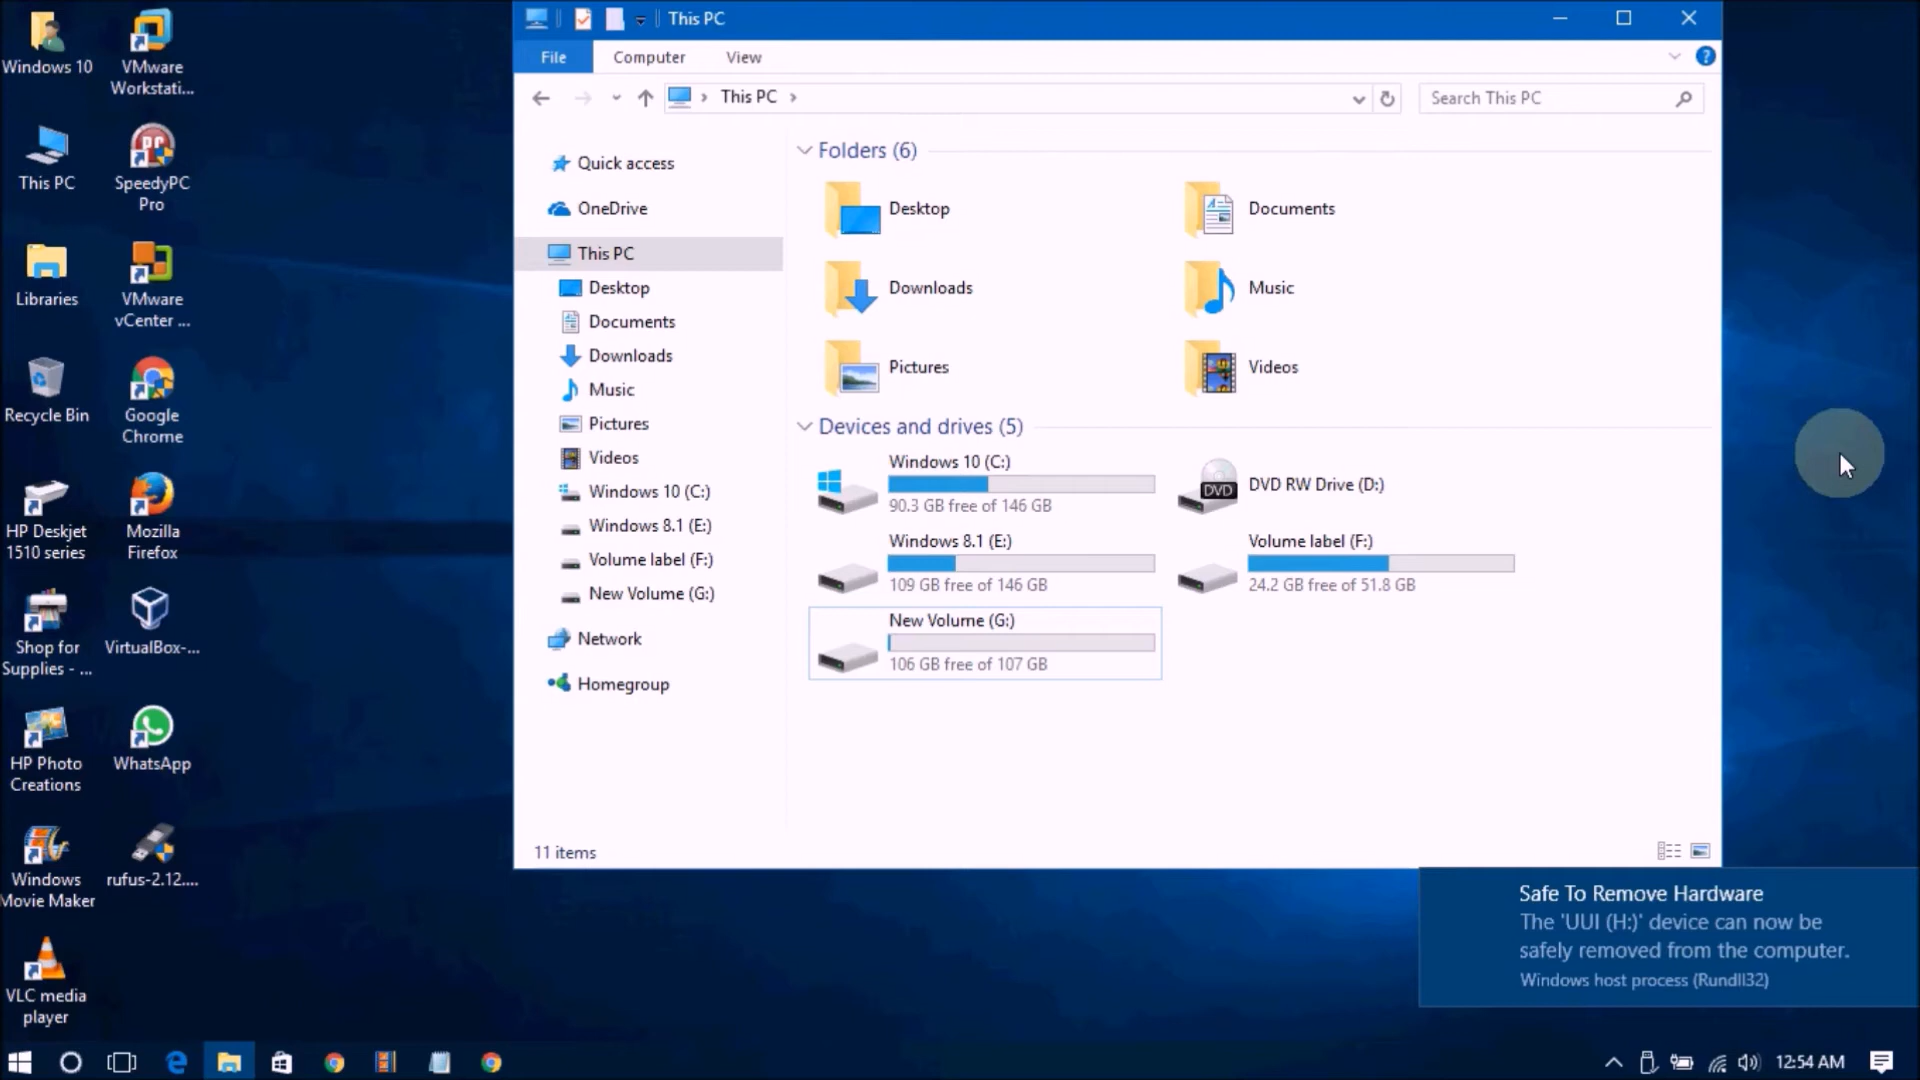 Windows 10
VMware
Workstati...
This PC
SpeedyPC
Pro
Libraries
VMware
vCenter ...
Recycle Bin
Google
Chrome
HP Deskjet
1510 series
Mozilla
Firefox
Shop for
Supplies - ...
VirtualBox-...
HP Photo
Creations
WhatsApp
Windows
Movie Maker
rufus-2.12....
VLC media
player
This PC
File Computer View
?
This PC
Search This PC
Quick access
OneDrive
This PC
Desktop
Documents
Downloads
Music
Pictures
Videos
Windows 10 (C:)
Windows 8.1 (E:)
Volume label (F:)
New Volume (G:)
Network
Homegroup
Folders (6)
Desktop
Documents
Downloads
Music
Pictures
Videos
Devices and drives (5)
Windows 10 (C:)
90.3 GB free of 146 GB
DVD
DVD RW Drive (D:)
Windows 8.1 (E:)
109 GB free of 146 GB
Volume label (F:)
24.2 GB free of 51.8 GB
New Volume (G:)
106 GB free of 107 GB
11 items
Safe To Remove Hardware
The 'UUI (H:)' device can now be
safely removed from the computer.
Windows host process (Rundll32)
12:54 AM